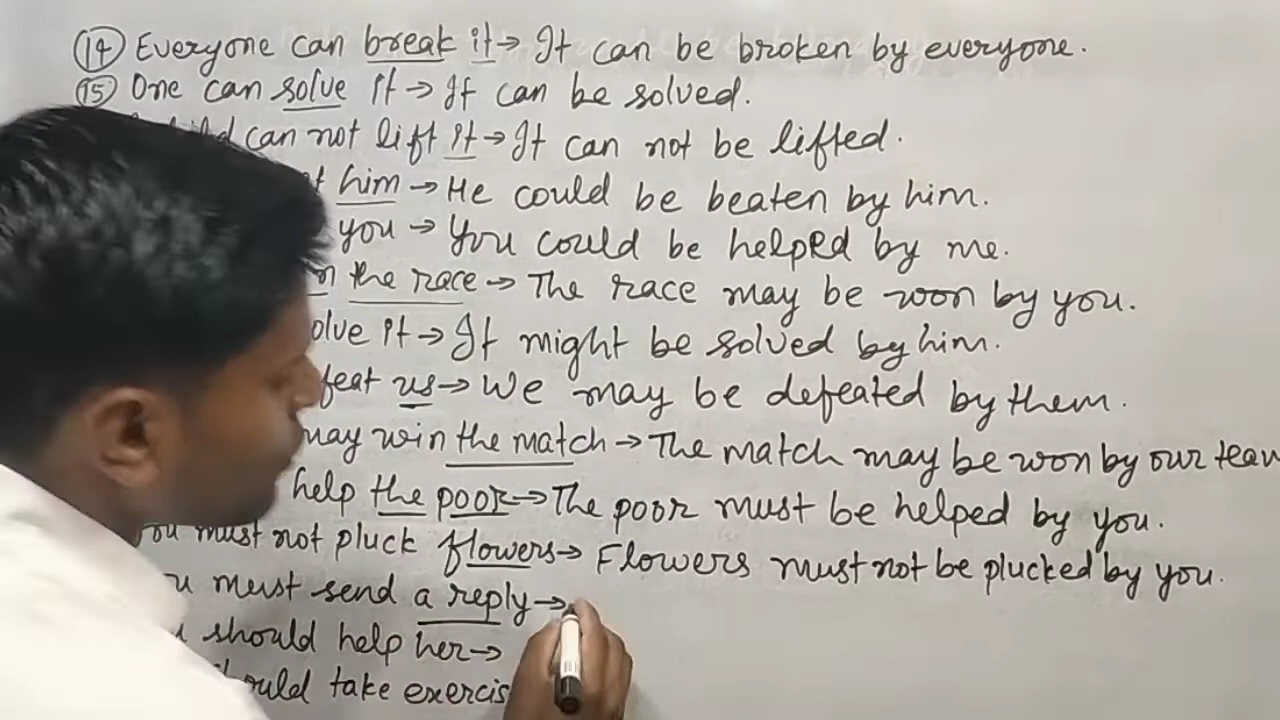 14 Everyone can break it → It can be broken by everyone.
15 One can solve it → It can be solved.
can not lift it → It can not be lifted.
him → He could be beaten by him.
you → You could be helped by me.
the race → The race may be won by you.
it → It might be solved by him.
us → We may be defeated by them.
may win the match → The match may be won by our
help the poor → The poor must be helped by you.
must not pluck flowers → Flowers must not be plucked by you.
must send a reply →
should help her →
take